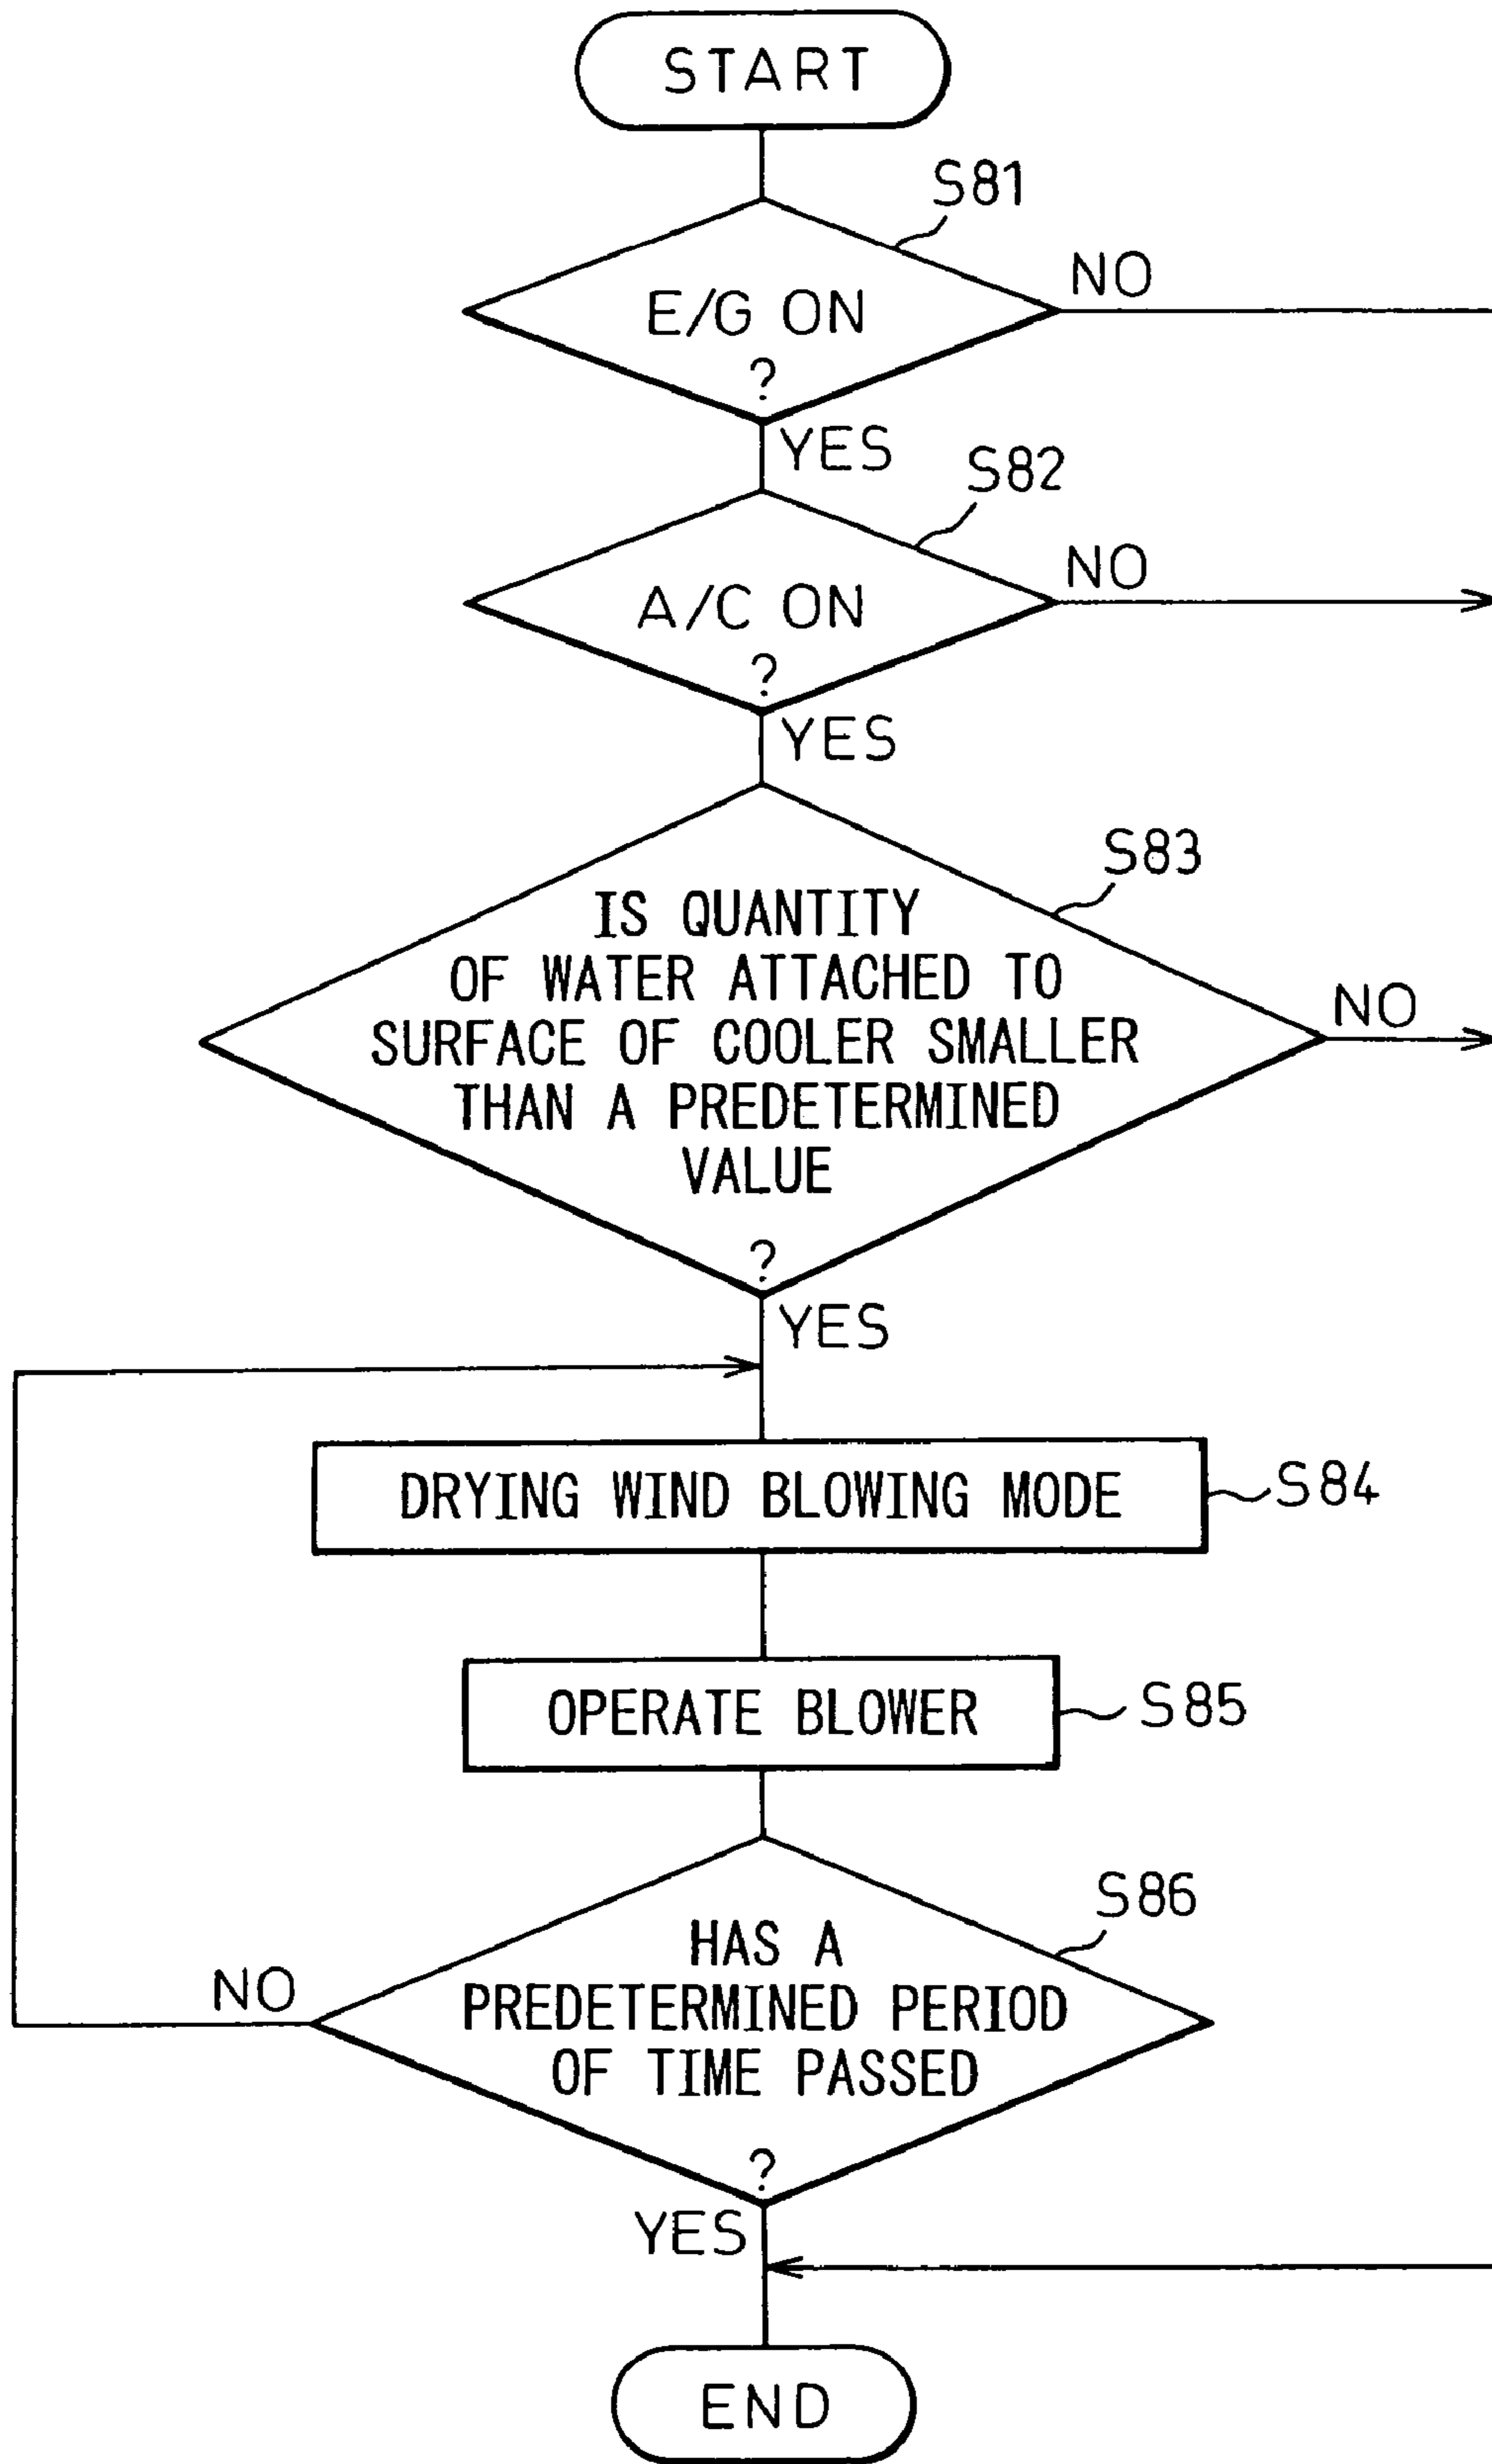 START
S81
E/G ON
?
NO
YES
S82
A/C ON
?
NO
YES
S83
IS QUANTITY
OF WATER ATTACHED TO
SURFACE OF COOLER SMALLER
THAN A PREDETERMINED
VALUE
?
NO
YES
DRYING WIND BLOWING MODE
S84
OPERATE BLOWER
S85
S86
HAS A
PREDETERMINED PERIOD
OF TIME PASSED
?
NO
YES
END